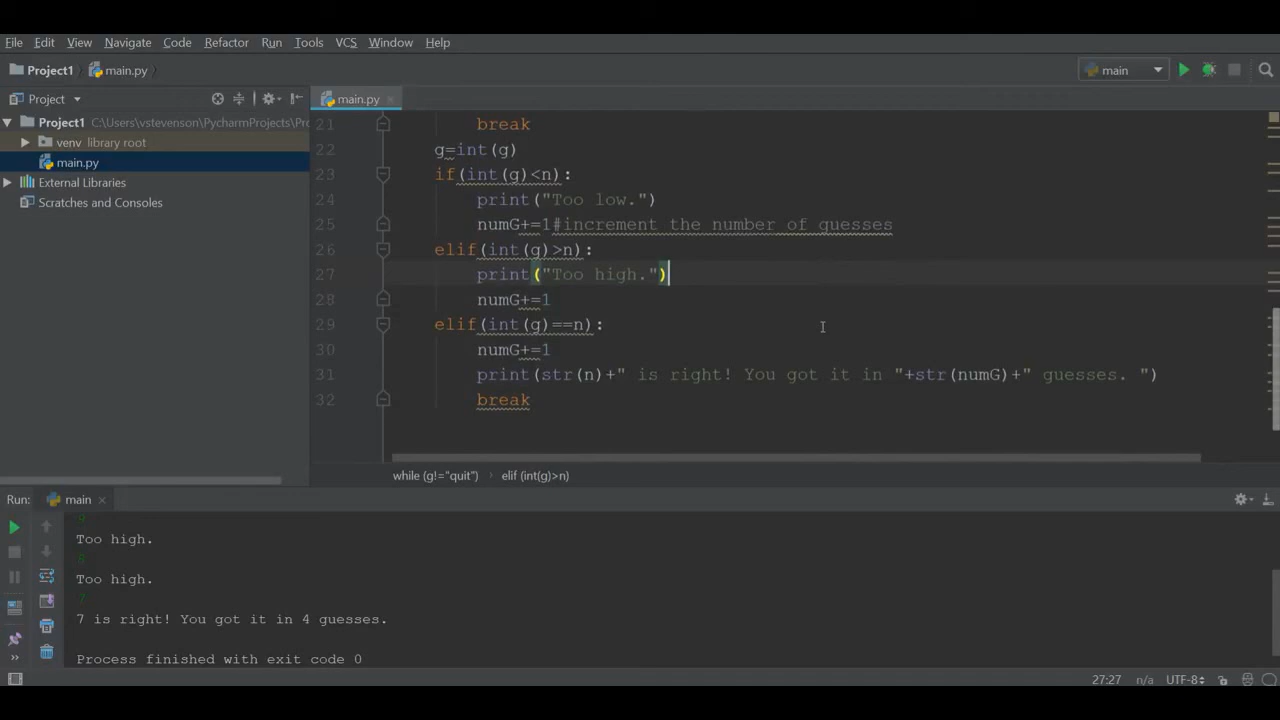 File Edit View Navigate Code Refactor Run Tools VCS Window Help
Project1 main.py main
Project main.py
Project1 C:\Users\vstevenson\PycharmProjects\Pro
venv library root
main.py
External Libraries
Scratches and Consoles
21 break
22 g=int(g)
23 if(int(g)<n):
24 print("Too low.")
25 numG+=1#increment the number of guesses
26 elif(int(g)>n):
27 print("Too high.")
28 numG+=1
29 elif(int(g)==n):
30 numG+=1
31 print(str(n)+" is right! You got it in "+str(numG)+" guesses. ")
32 break
while (g!="quit") elif (int(g)>n)
Run: main
Too high.
Too high.
7
7 is right! You got it in 4 guesses.
Process finished with exit code 0
27:27 n/a UTF-8